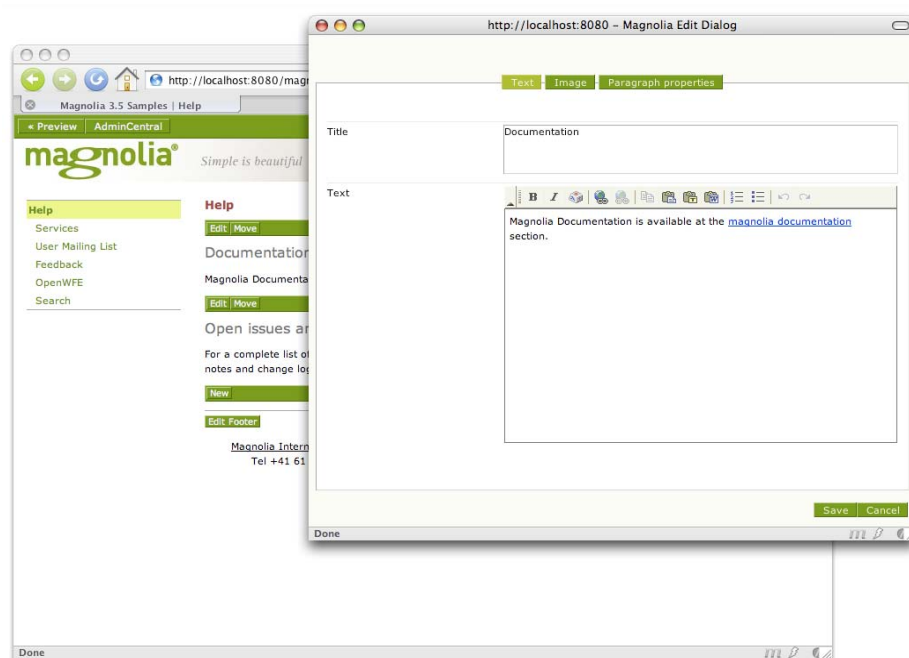 http://localhost:8080 – Magnolia Edit Dialog
Text Image Paragraph properties
Title
Documentation
Text
B I
Magnolia Documentation is available at the magnolia documentation
section.
Save Cancel
Done
http://localhost:8080/magn
Magnolia 3.5 Samples | Help
« Preview AdminCentral
magnolia®
Simple is beautiful
Help
Services
User Mailing List
Feedback
OpenWFE
Search
Help
Edit Move
Documentation
Magnolia Documenta
Edit Move
Open issues an
For a complete list of
notes and change log
New
Edit Footer
Magnolia Intern
Tel +41 61
Done